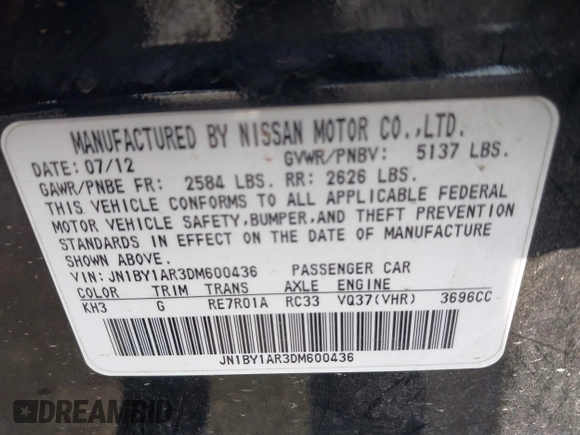 MANUFACTURED BY NISSAN MOTOR CO.,LTD.
DATE: 07/12 GVWR/PNBV: 5137 LBS.
GAWR/PNBE FR: 2584 LBS. RR: 2626 LBS.
THIS VEHICLE CONFORMS TO ALL APPLICABLE FEDERAL
MOTOR VEHICLE SAFETY,BUMPER,AND THEFT PREVENTION
STANDARDS IN EFFECT ON THE DATE OF MANUFACTURE
SHOWN ABOVE.
VIN: JN1BY1AR3DM600436 PASSENGER CAR
COLOR TRIM TRANS AXLE ENGINE
KH3 G RE7R01A RC33 VQ37(VHR) 3696CC
JN1BY1AR3DM600436
DREAMBID